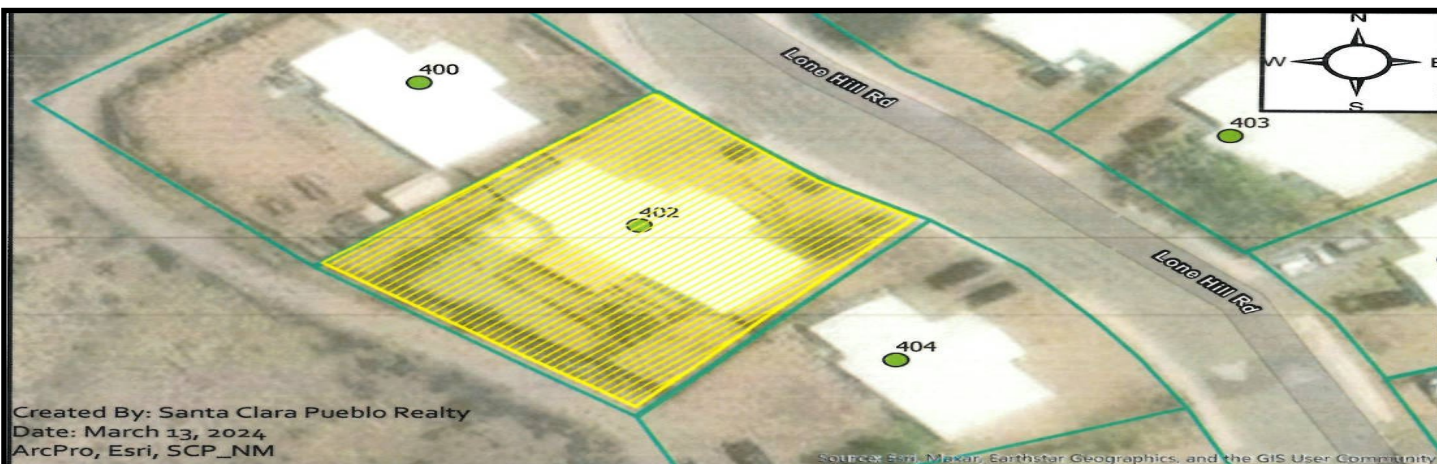 N
W
E
S
400
Lone Hill Rd
403
402
Lone Hill Rd
404
Created By: Santa Clara Pueblo Realty
Date: March 13, 2024
ArcPro, Esri, SCP_NM
Source: Esri, Maxar, Earthstar Geographics, and the GIS User Community